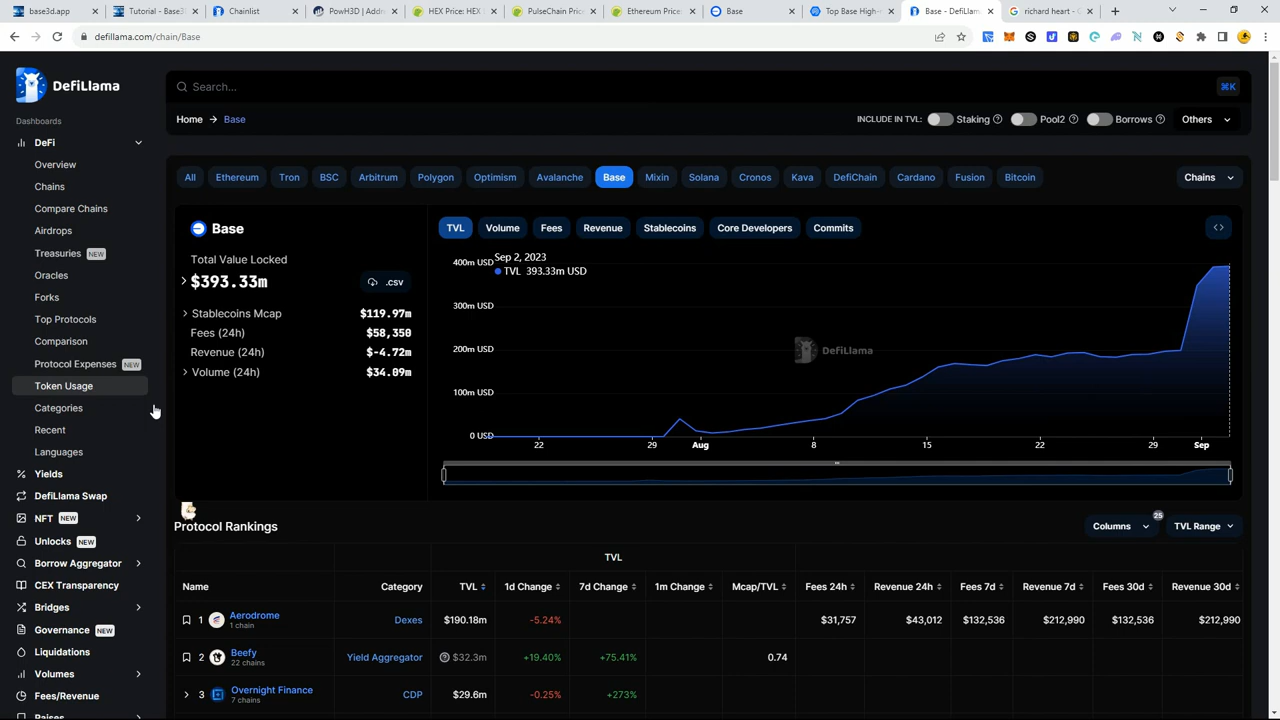 base3d.app
Tutorial - Base3
Chainlist
PowH3D | Addre
HEX Price: HEX
PulseChain Price
Ethereum Price:
Base
Top Base High-
Base - DefiLlam
richard heart - G
defillama.com/chain/Base
DefiLlama
Search...
⌘K
Dashboards
Home → Base
INCLUDE IN TVL: Staking Pool2 Borrows Others
DeFi
Overview
Chains
Compare Chains
Airdrops
Treasuries NEW
Oracles
Forks
Top Protocols
Comparison
Protocol Expenses NEW
Token Usage
Categories
Recent
Languages
Yields
DefiLlama Swap
NFT NEW
Unlocks NEW
Borrow Aggregator
CEX Transparency
Bridges
Governance NEW
Liquidations
Volumes
Fees/Revenue
Raises
All Ethereum Tron BSC Arbitrum Polygon Optimism Avalanche Base Mixin Solana Cronos Kava DefiChain Cardano Fusion Bitcoin Chains
Base
Total Value Locked
$393.33m .csv
Stablecoins Mcap $119.97m
Fees (24h) $58,350
Revenue (24h) $-4.72m
Volume (24h) $34.09m
TVL Volume Fees Revenue Stablecoins Core Developers Commits
Sep 2, 2023
TVL 393.33m USD
400m USD
300m USD
200m USD
100m USD
0 USD
DefiLlama
22 29 Aug 8 15 22 29 Sep
Protocol Rankings
Columns 25 TVL Range
TVL
Name Category TVL 1d Change 7d Change 1m Change Mcap/TVL Fees 24h Revenue 24h Fees 7d Revenue 7d Fees 30d Revenue 30d
1 Aerodrome Dexes $190.18m -5.24% $31,757 $43,012 $132,536 $212,990 $132,536 $212,990
1 chain
2 Beefy Yield Aggregator $32.3m +19.40% +75.41% 0.74
22 chains
3 Overnight Finance CDP $29.6m -0.25% +273%
7 chains